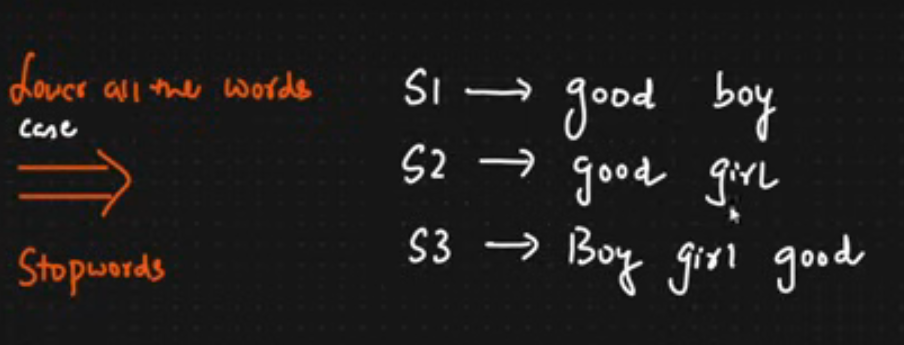 Lower all the words
case
Stopwords
S1 → good boy
S2 → good girl
S3 → Boy girl good